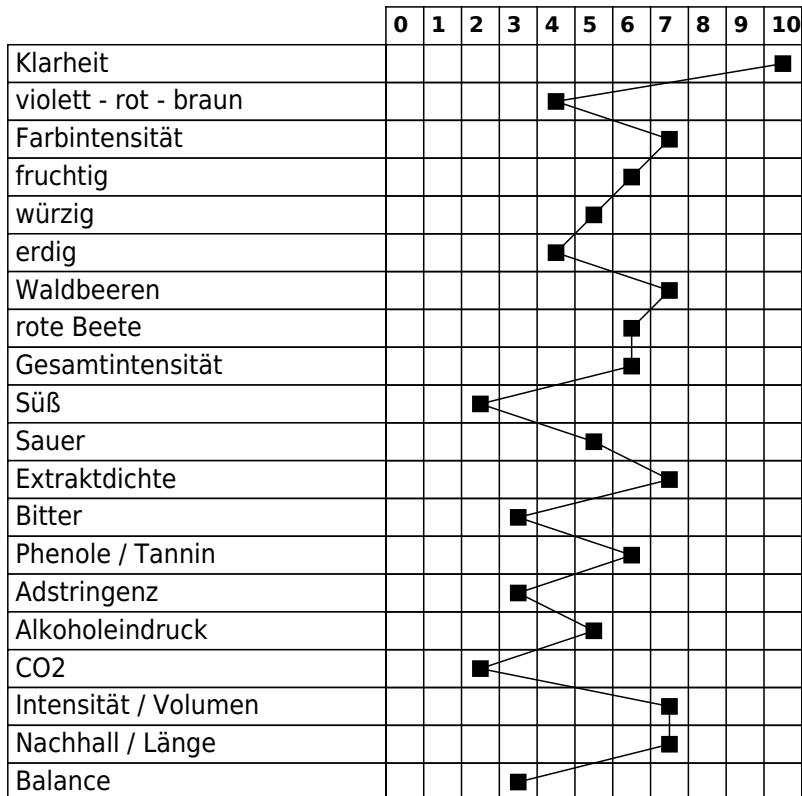 0 1 2 3 4 5 6 7 8 9 10
Klarheit
violett - rot - braun
Farbintensität
fruchtig
würzig
erdig
Waldbeeren
rote Beete
Gesamtintensität
Süß
Sauer
Extraktdichte
Bitter
Phenole / Tannin
Adstringenz
Alkoholeindruck
CO2
Intensität / Volumen
Nachhall / Länge
Balance